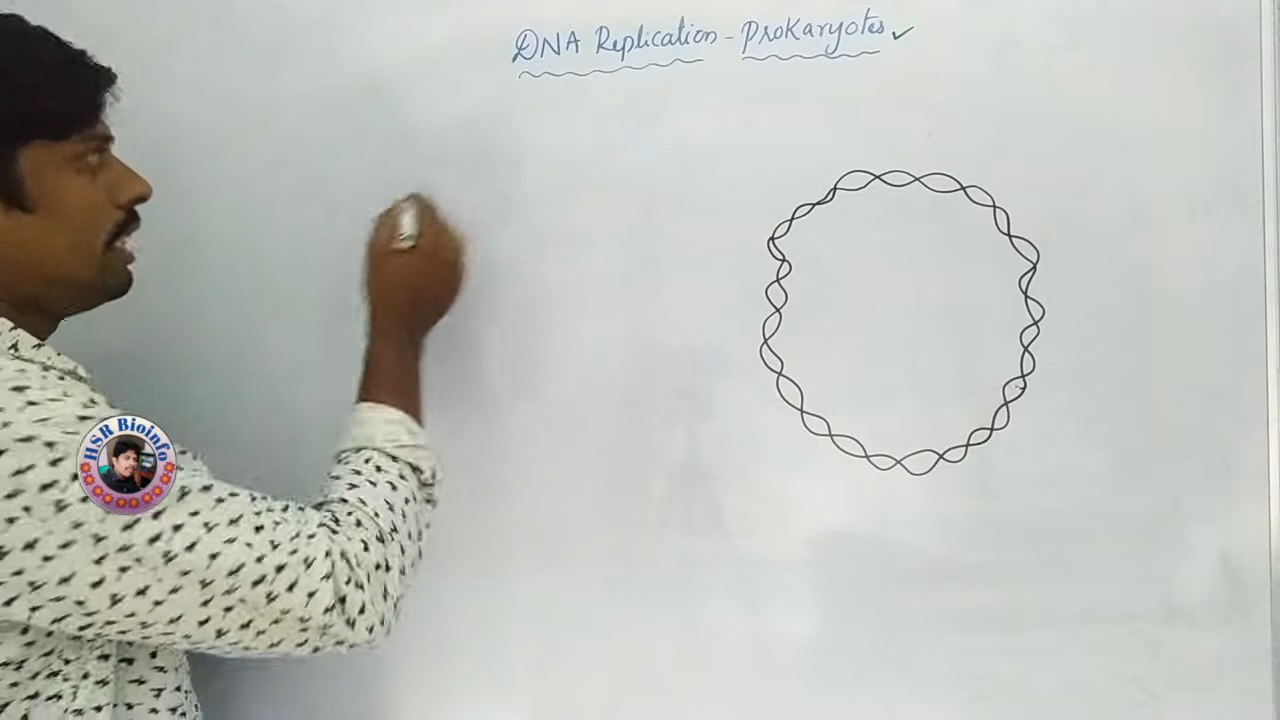 DNA Replication - Prokaryotes ✓
HSR Bioinfo